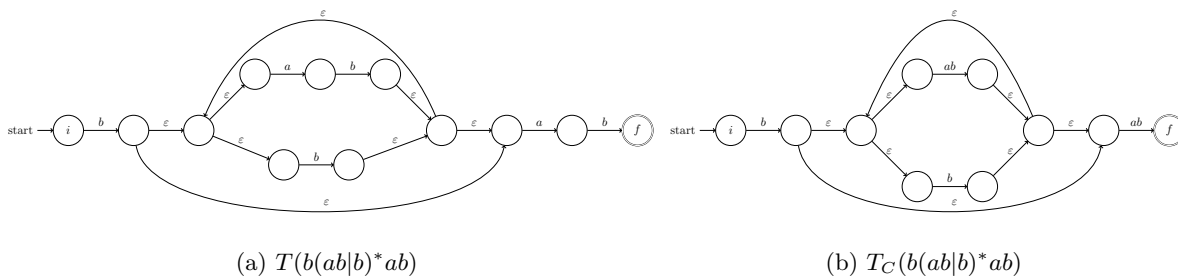 ε ε
a b ab
ε ε ε ε
start i b ε ε a b f start i b ε ε ab f
ε b ε ε b ε
ε ε
(a) T(b(ab|b)*ab) (b) T_C(b(ab|b)*ab)